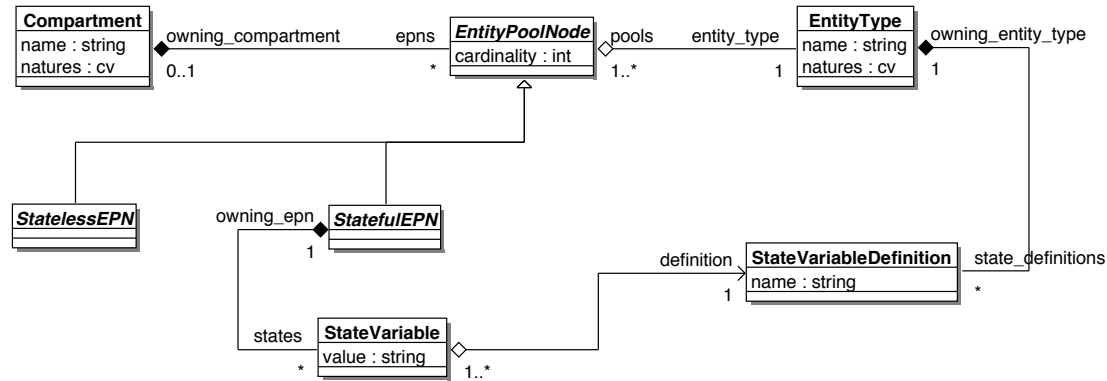 Compartment
name : string
natures : cv
owning_compartment
0..1
epns
*
EntityPoolNode
cardinality : int
pools
1..*
entity_type
1
EntityType
name : string
natures : cv
owning_entity_type
1
StatelessEPN
owning_epn
1
StatefulEPN
definition
1
StateVariableDefinition
name : string
state_definitions
*
states
*
StateVariable
value : string
1..*